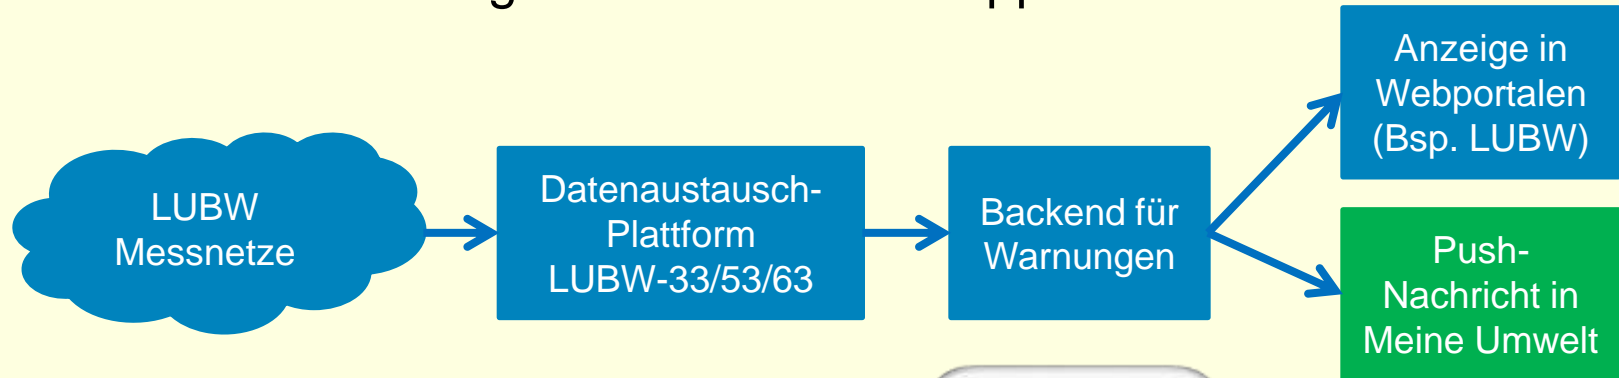 LUBW
Messnetze
Datenaustausch-
Plattform
LUBW-33/53/63
Backend für
Warnungen
Anzeige in
Webportalen
(Bsp. LUBW)
Push-
Nachricht in
Meine Umwelt